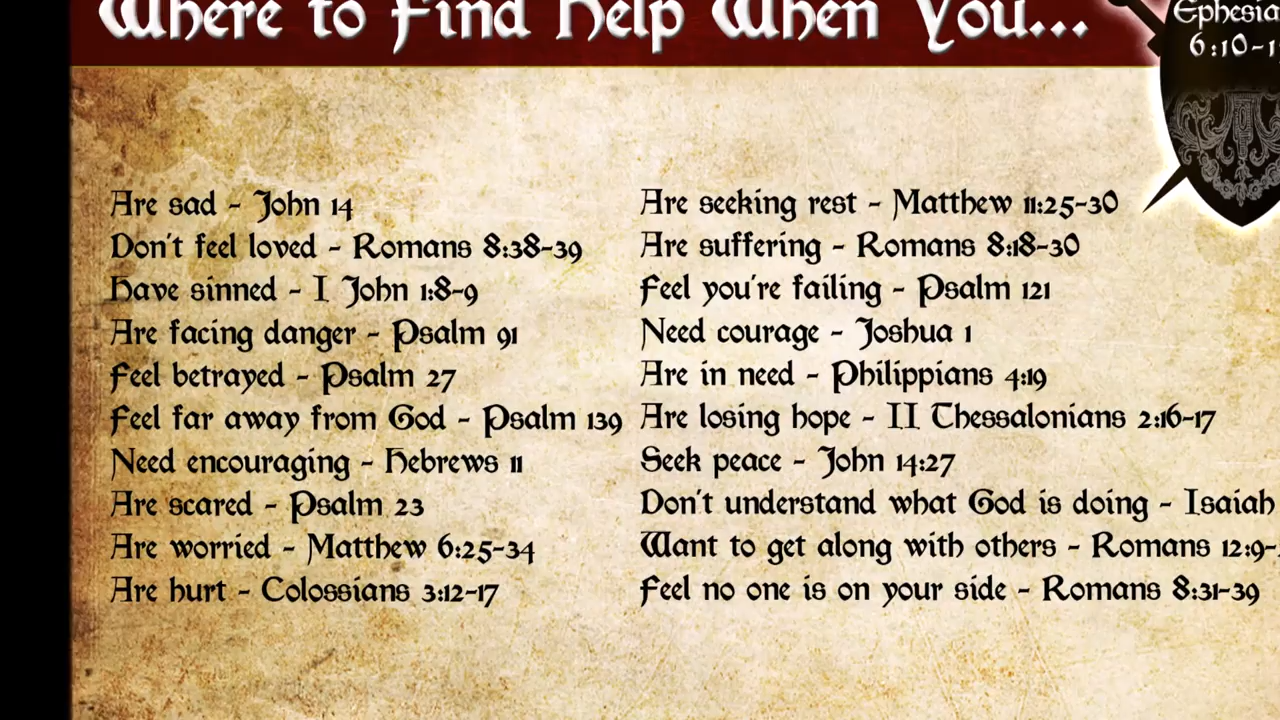 Where to Find Help When You...
Ephesia
6:10-1
Are sad - John 14
Don't feel loved - Romans 8:38-39
Have sinned - I John 1:8-9
Are facing danger - Psalm 91
Feel betrayed - Psalm 27
Feel far away from God - Psalm 139
Need encouraging - Hebrews 11
Are scared - Psalm 23
Are worried - Matthew 6:25-34
Are hurt - Colossians 3:12-17
Are seeking rest - Matthew 11:25-30
Are suffering - Romans 8:18-30
Feel you're failing - Psalm 121
Need courage - Joshua 1
Are in need - Philippians 4:19
Are losing hope - II Thessalonians 2:16-17
Seek peace - John 14:27
Don't understand what God is doing - Isaiah
Want to get along with others - Romans 12:9-
Feel no one is on your side - Romans 8:31-39